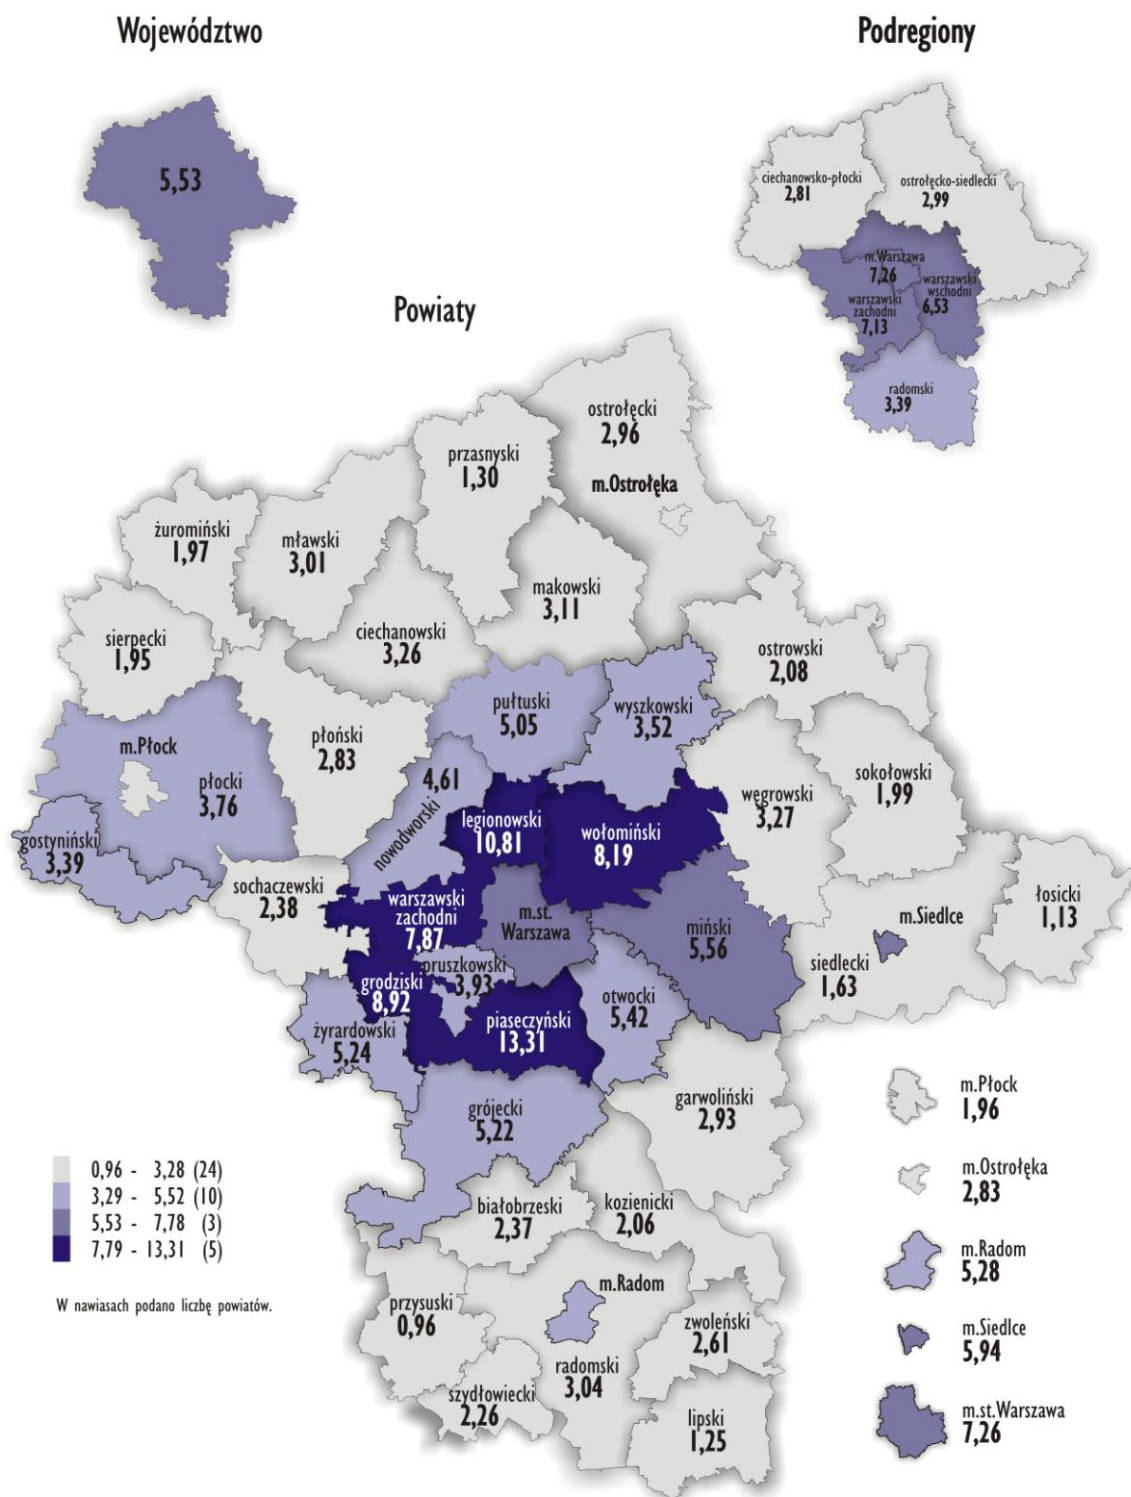 Województwo
Podregiony
5,53
ciechanowsko-płocki
2,81
ostrołęcko-siedlecki
2,99
m.Warszawa
7,26
warszawski
wschodni
6,53
warszawski
zachodni
7,13
radomski
3,39
Powiaty
ostrołęcki
2,96
m.Ostrołęka
przasnyski
1,30
żuromiński
1,97
mławski
3,01
makowski
3,11
ciechanowski
3,26
sierpecki
1,95
ostrowski
2,08
pułtuski
5,05
wyszkowski
3,52
płoński
2,83
m.Płock
płocki
3,76
4,61
nowodworski
legionowski
10,81
wołomiński
8,19
węgrowski
3,27
sokołowski
1,99
gostyniński
3,39
sochaczewski
2,38
warszawski
zachodni
7,87
m.st.
Warszawa
miński
5,56
m.Siedlce
siedlecki
1,63
łosicki
1,13
pruszkowski
3,93
grodziski
8,92
piaseczyński
13,31
otwocki
5,42
żyrardowski
5,24
grójecki
5,22
garwoliński
2,93
białobrzeski
2,37
kozienicki
2,06
m.Radom
przysuski
0,96
zwoleński
2,61
radomski
3,04
szydłowiecki
2,26
lipski
1,25
m.Płock
1,96
m.Ostrołęka
2,83
m.Radom
5,28
m.Siedlce
5,94
m.st.Warszawa
7,26
0,96 - 3,28 (24)
3,29 - 5,52 (10)
5,53 - 7,78 (3)
7,79 - 13,31 (5)
W nawiasach podano liczbę powiatów.